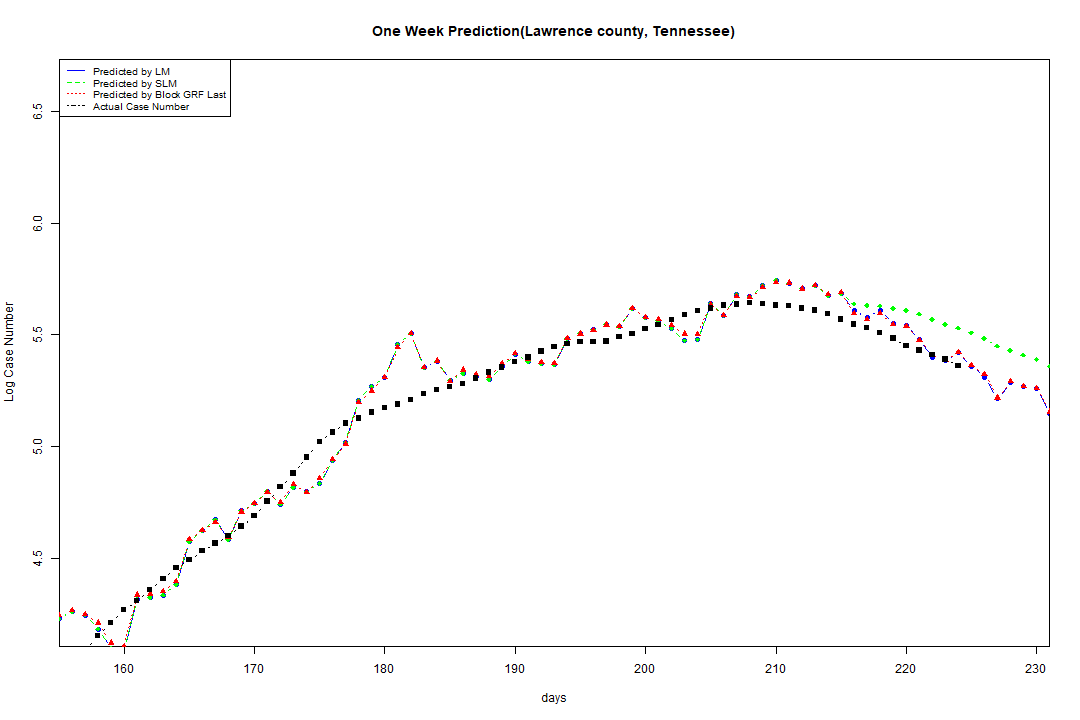 One Week Prediction(Lawrence county, Tennessee)
Predicted by LM
Predicted by SLM
Predicted by Block GRF Last
Actual Case Number
6.5
6.0
5.5
5.0
4.5
Log Case Number
160 170 180 190 200 210 220 230
days